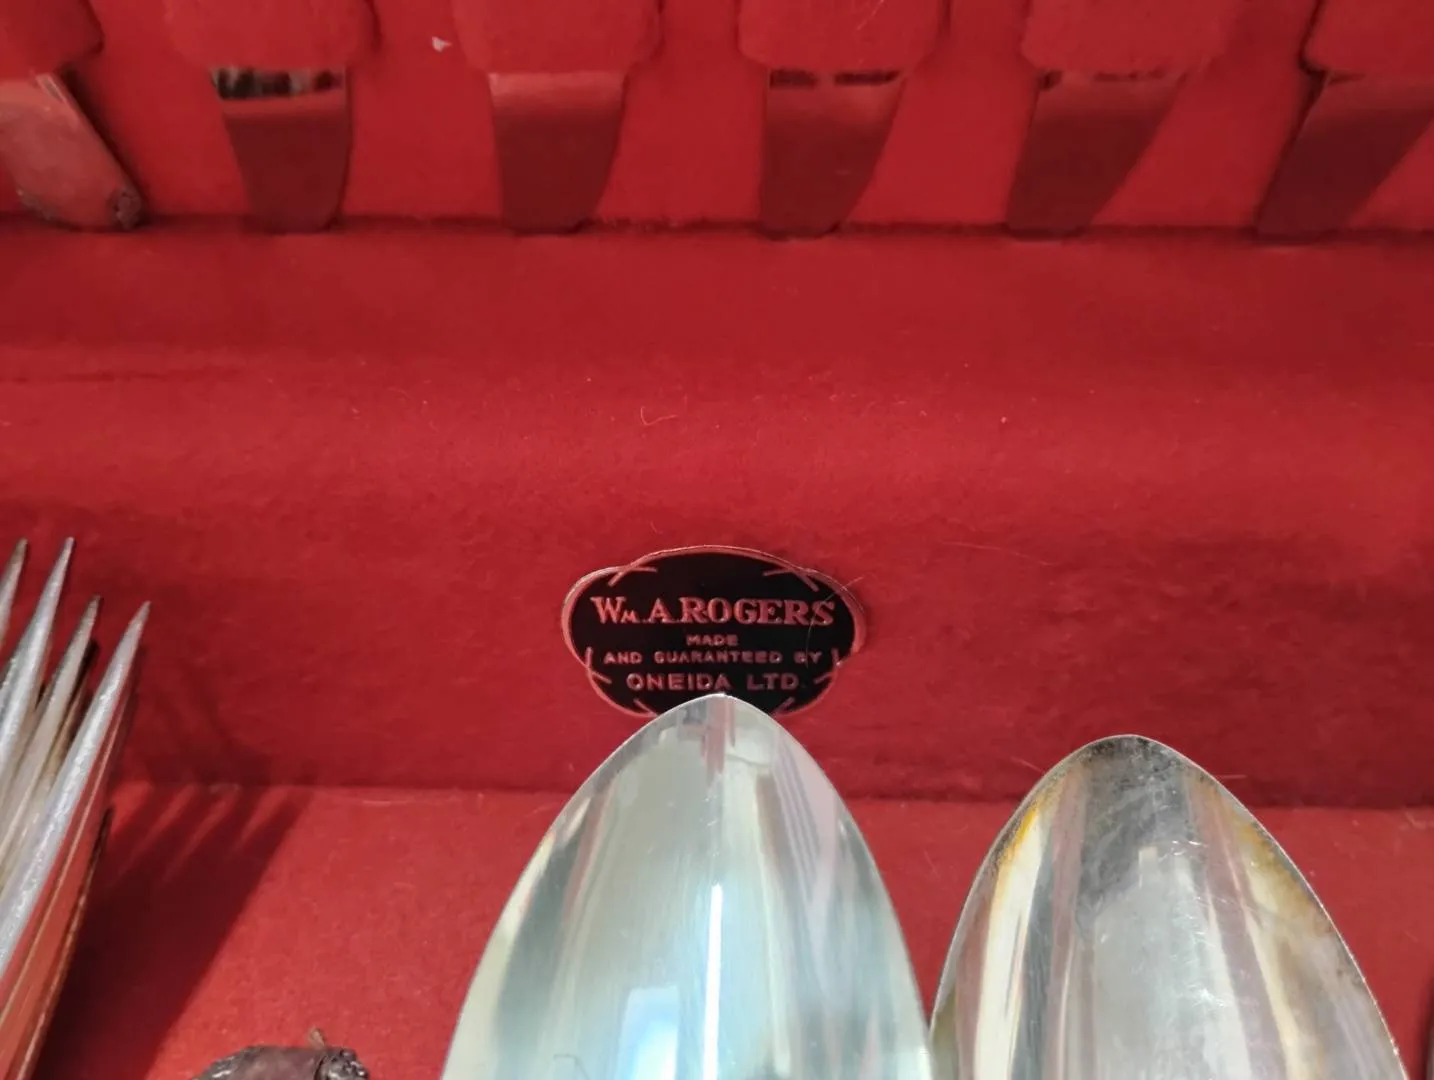 Wm. A. ROGERS
MADE
AND GUARANTEED BY
ONEIDA LTD.